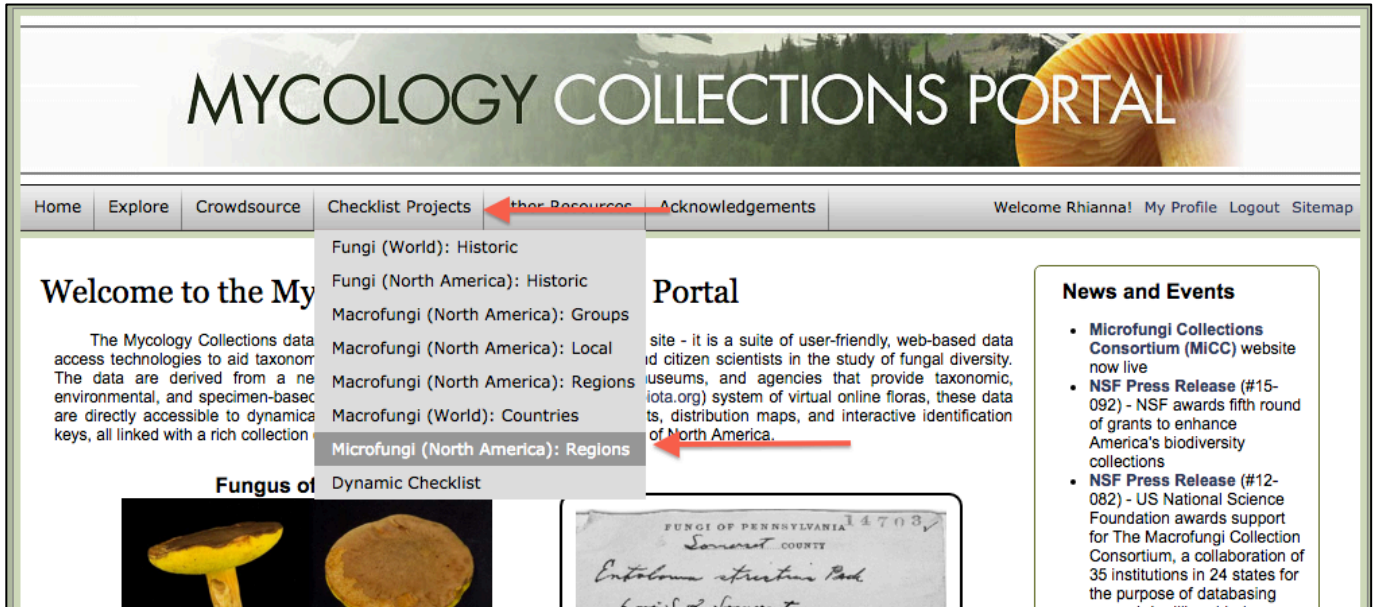 MYCOLOGY COLLECTIONS PORTAL
Home Explore Crowdsource Checklist Projects Other Resources Acknowledgements Welcome Rhianna! My Profile Logout Sitemap
Fungi (World): Historic
Fungi (North America): Historic
Macrofungi (North America): Groups
Macrofungi (North America): Local
Macrofungi (North America): Regions
Macrofungi (World): Countries
Microfungi (North America): Regions
Dynamic Checklist
Welcome to the My Portal
The Mycology Collections data site - it is a suite of user-friendly, web-based data
access technologies to aid taxonom d citizen scientists in the study of fungal diversity.
The data are derived from a ne useums, and agencies that provide taxonomic,
environmental, and specimen-based iota.org) system of virtual online floras, these data
are directly accessible to dynamica ts, distribution maps, and interactive identification
keys, all linked with a rich collection of North America.
Fungus of
FUNGI OF PENNSYLVANIA 14703
Somerset COUNTY
Entoloma strictius Peck
News and Events
• Microfungi Collections
Consortium (MiCC) website
now live
• NSF Press Release (#15-
092) - NSF awards fifth round
of grants to enhance
America's biodiversity
collections
• NSF Press Release (#12-
082) - US National Science
Foundation awards support
for The Macrofungi Collection
Consortium, a collaboration of
35 institutions in 24 states for
the purpose of databasing